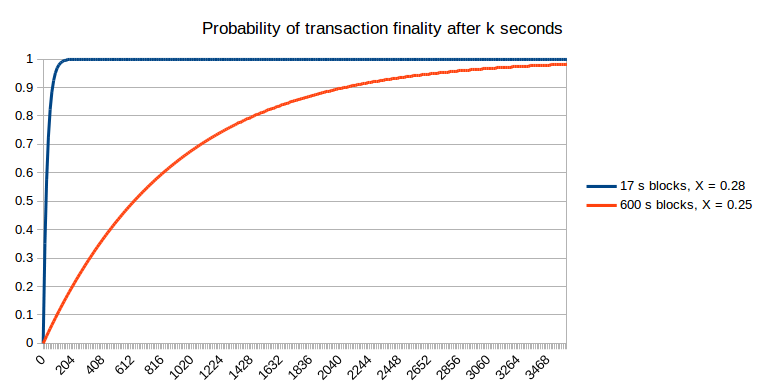 Probability of transaction finality after k seconds
1
0.9
0.8
0.7
0.6
0.5
0.4
0.3
0.2
0.1
0
17 s blocks, X = 0.28
600 s blocks, X = 0.25
0 204 408 612 816 1020 1224 1428 1632 1836 2040 2244 2448 2652 2856 3060 3264 3468